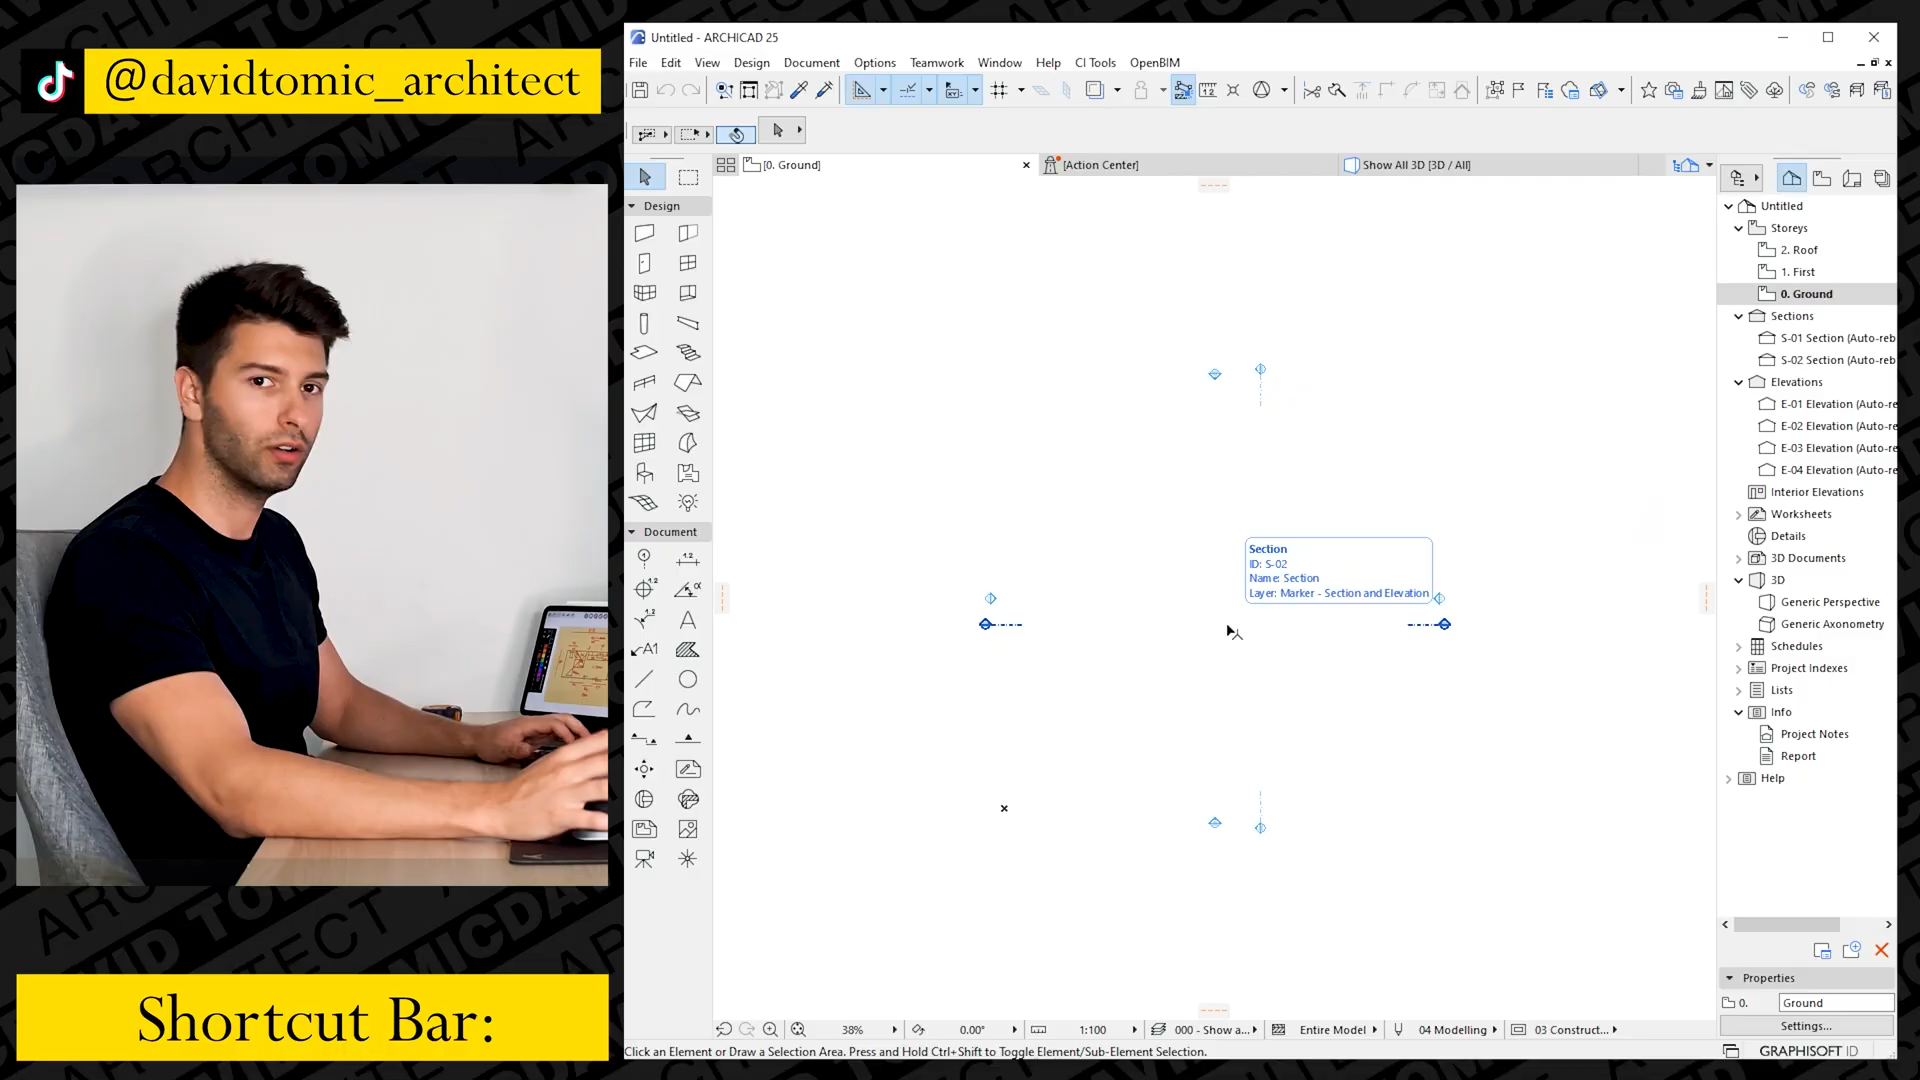 @davidtomic_architect
Shortcut Bar:
Untitled - ARCHICAD 25
File Edit View Design Document Options Teamwork Window Help CI Tools OpenBIM
[0. Ground]
[Action Center]
Show All 3D [3D / All]
Design
Document
Section
ID: S-02
Name: Section
Layer: Marker - Section and Elevation
Untitled
Storeys
2. Roof
1. First
0. Ground
Sections
S-01 Section (Auto-reb
S-02 Section (Auto-reb
Elevations
E-01 Elevation (Auto-re
E-02 Elevation (Auto-re
E-03 Elevation (Auto-re
E-04 Elevation (Auto-re
Interior Elevations
Worksheets
Details
3D Documents
3D
Generic Perspective
Generic Axonometry
Schedules
Project Indexes
Lists
Info
Project Notes
Report
Help
Properties
0. Ground
Settings...
38% 0.00° 1:100 000 - Show a... Entire Model 04 Modelling 03 Construct...
Click an Element or Draw a Selection Area. Press and Hold Ctrl+Shift to Toggle Element/Sub-Element Selection.
GRAPHISOFT ID